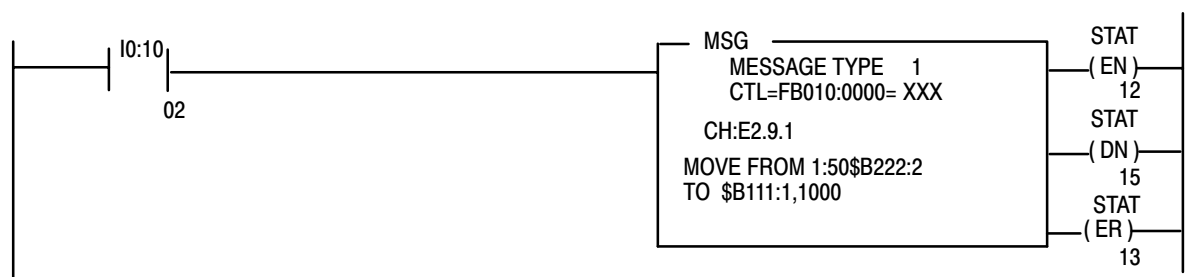 I0:10
02
MSG
MESSAGE TYPE 1
CTL=FB010:0000= XXX
CH:E2.9.1
MOVE FROM 1:50$B222:2
TO $B111:1,1000
STAT
( EN )
12
STAT
( DN )
15
STAT
( ER )
13